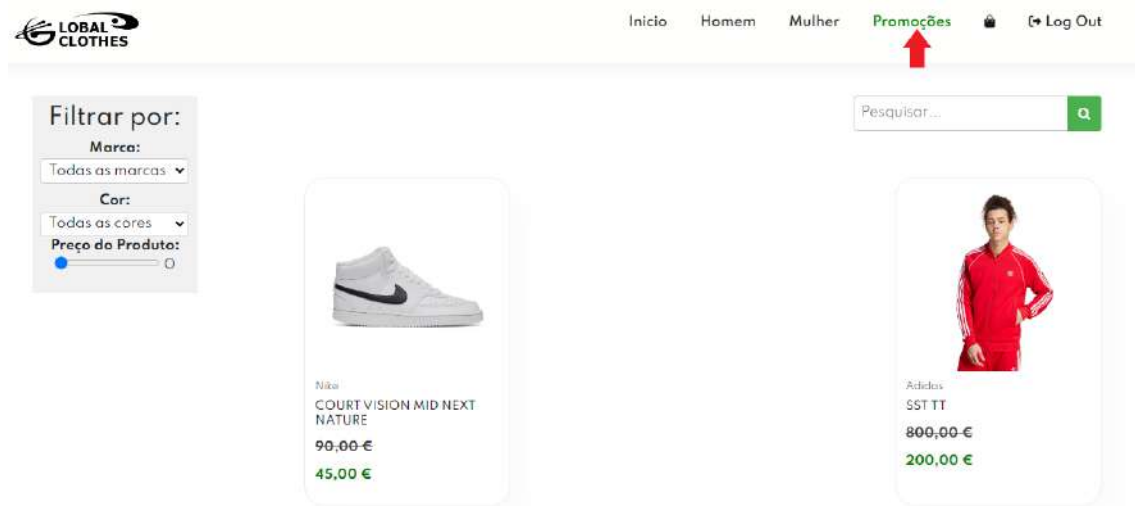 GLOBAL
CLOTHES
Inicio Homem Mulher Promoções Log Out
Filtrar por:
Marca:
Todas as marcas
Cor:
Todas as cores
Preço do Produto:
0
Pesquisar...
Nike
COURT VISION MID NEXT
NATURE
90,00 €
45,00 €
Adidas
SST TT
800,00 €
200,00 €